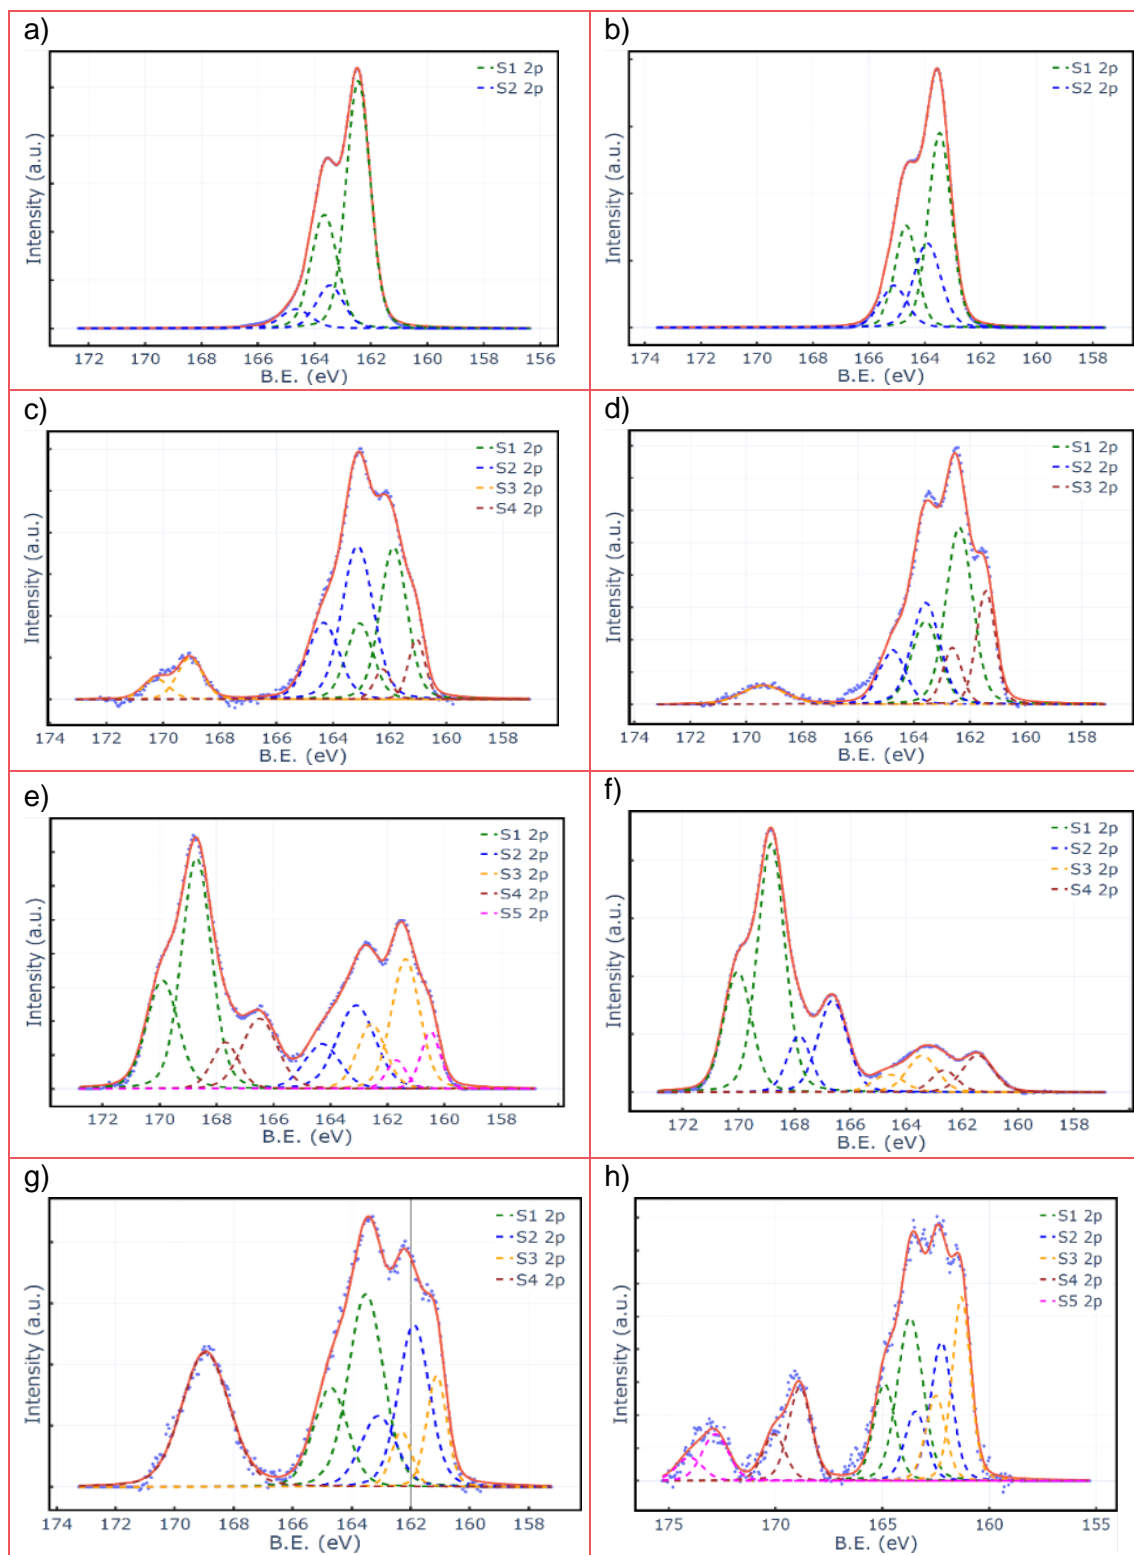 a)
S1 2p
S2 2p
Intensity (a.u.)
172 170 168 166 164 162 160 158 156
B.E. (eV)
b)
S1 2p
S2 2p
Intensity (a.u.)
174 172 170 168 166 164 162 160 158
B.E. (eV)
c)
S1 2p
S2 2p
S3 2p
S4 2p
Intensity (a.u.)
174 172 170 168 166 164 162 160 158
B.E. (eV)
d)
S1 2p
S2 2p
S3 2p
Intensity (a.u.)
174 172 170 168 166 164 162 160 158
B.E. (eV)
e)
S1 2p
S2 2p
S3 2p
S4 2p
S5 2p
Intensity (a.u.)
172 170 168 166 164 162 160 158
B.E. (eV)
f)
S1 2p
S2 2p
S3 2p
S4 2p
Intensity (a.u.)
172 170 168 166 164 162 160 158
B.E. (eV)
g)
S1 2p
S2 2p
S3 2p
S4 2p
Intensity (a.u.)
174 172 170 168 166 164 162 160 158
B.E. (eV)
h)
S1 2p
S2 2p
S3 2p
S4 2p
S5 2p
Intensity (a.u.)
175 170 165 160 155
B.E. (eV)